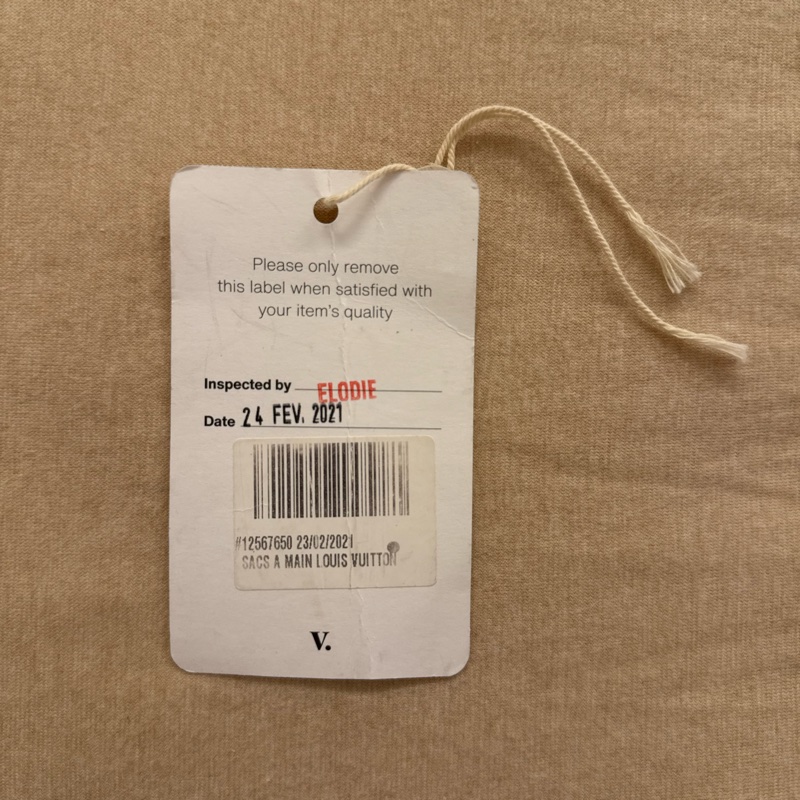 Please only remove
this label when satisfied with
your item's quality
Inspected by ELODIE
Date 24 FEV. 2021
#12567650 23/02/2021
SACS A MAIN LOUIS VUITTON
V.